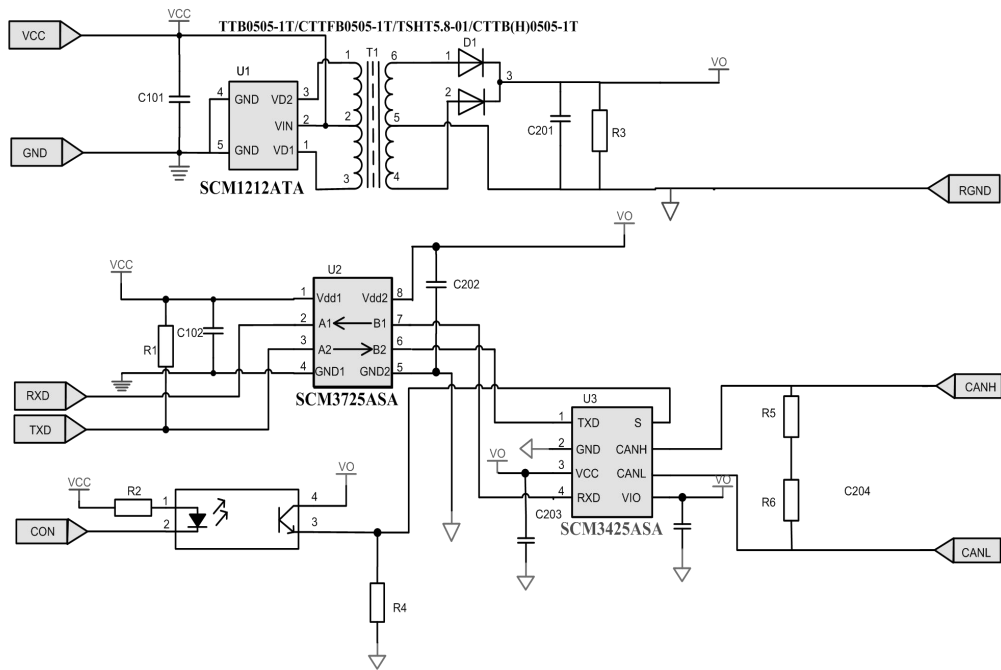 VCC
TTB0505-1T/CTTFB0505-1T/TSHT5.8-01/CTTB(H)0505-1T
VCC
T1
D1
1
6
1
U1
3
VO
4
GND
VD2
3
2
C101
VIN
2
2
5
C201
R3
GND
5
GND
VD1
1
3
4
SCM1212ATA
RGND
VO
VCC
U2
C202
1
Vdd1
Vdd2
8
2
A1
B1
7
R1
C102
3
A2
B2
6
4
GND1
GND2
5
RXD
SCM3725ASA
U3
CANH
TXD
1
TXD
S
R5
2
GND
CANH
VO
3
VCC
CANL
VCC
VO
VO
R2
4
RXD
VIO
R6
C204
1
4
C203
CON
2
3
SCM3425ASA
CANL
R4